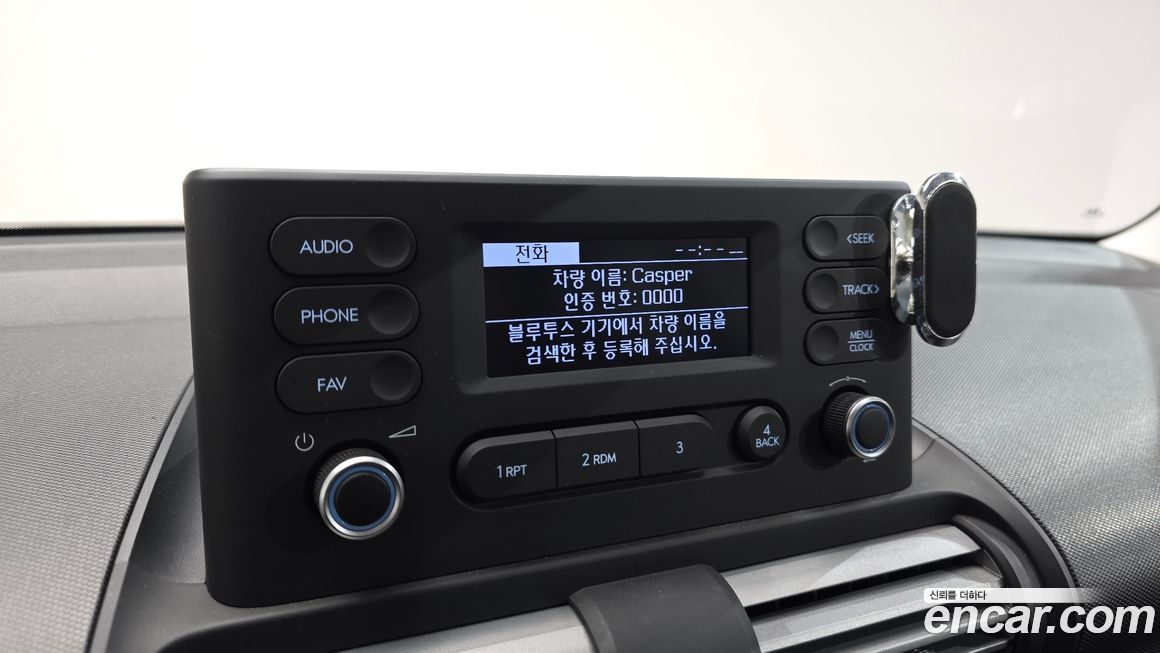 AUDIO
PHONE
FAV
전화
--:-- __
차량 이름: Casper
인증 번호: 0000
블루투스 기기에서 차량 이름을
검색한 후 등록해 주십시오.
<SEEK
TRACK>
MENU
CLOCK
1 RPT
2 RDM
3
4
BACK
신뢰를 더하다
encar.com